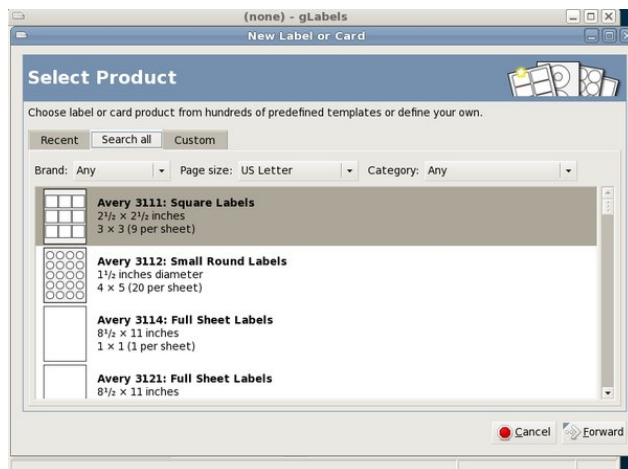 (none) - gLabels
New Label or Card
Select Product
Choose label or card product from hundreds of predefined templates or define your own.
Recent Search all Custom
Brand: Any Page size: US Letter Category: Any
Avery 3111: Square Labels
2¹/₂ × 2¹/₂ inches
3 × 3 (9 per sheet)
Avery 3112: Small Round Labels
1¹/₂ inches diameter
4 × 5 (20 per sheet)
Avery 3114: Full Sheet Labels
8¹/₂ × 11 inches
1 × 1 (1 per sheet)
Avery 3121: Full Sheet Labels
8¹/₂ × 11 inches
Cancel Forward